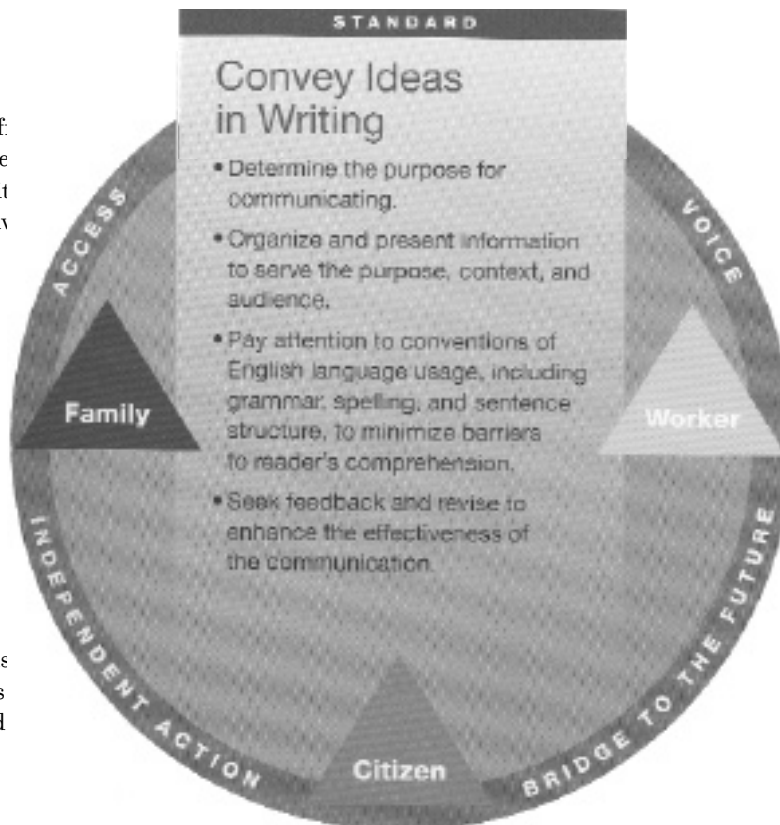 STANDARD
Convey Ideas
in Writing
• Determine the purpose for
communicating.
• Organize and present information
to serve the purpose, context, and
audience.
• Pay attention to conventions of
English language usage, including
grammar, spelling, and sentence
structure, to minimize barriers
to reader's comprehension.
• Seek feedback and revise to
enhance the effectiveness of
the communication.
ACCESS
VOICE
Family
Worker
INDEPENDENT ACTION
BRIDGE TO THE FUTURE
Citizen